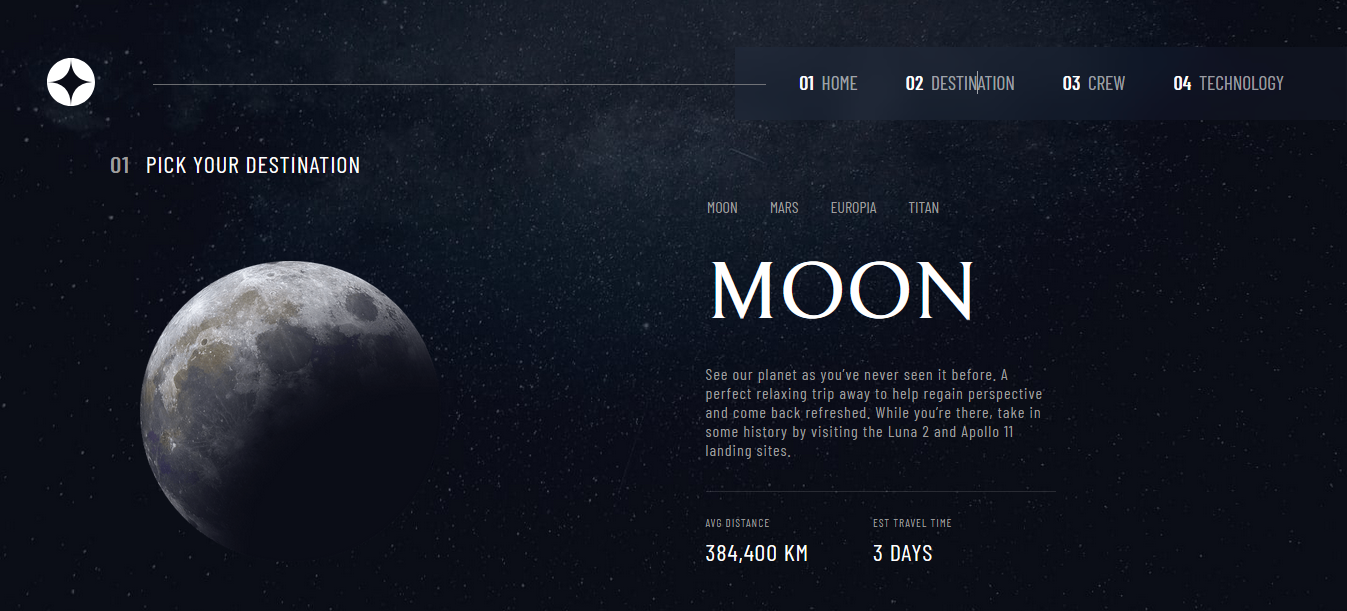 01 HOME 02 DESTINATION 03 CREW 04 TECHNOLOGY
01 PICK YOUR DESTINATION
MOON MARS EUROPIA TITAN
MOON
See our planet as you've never seen it before. A
perfect relaxing trip away to help regain perspective
and come back refreshed. While you're there, take in
some history by visiting the Luna 2 and Apollo 11
landing sites.
AVG DISTANCE EST TRAVEL TIME
384,400 KM 3 DAYS